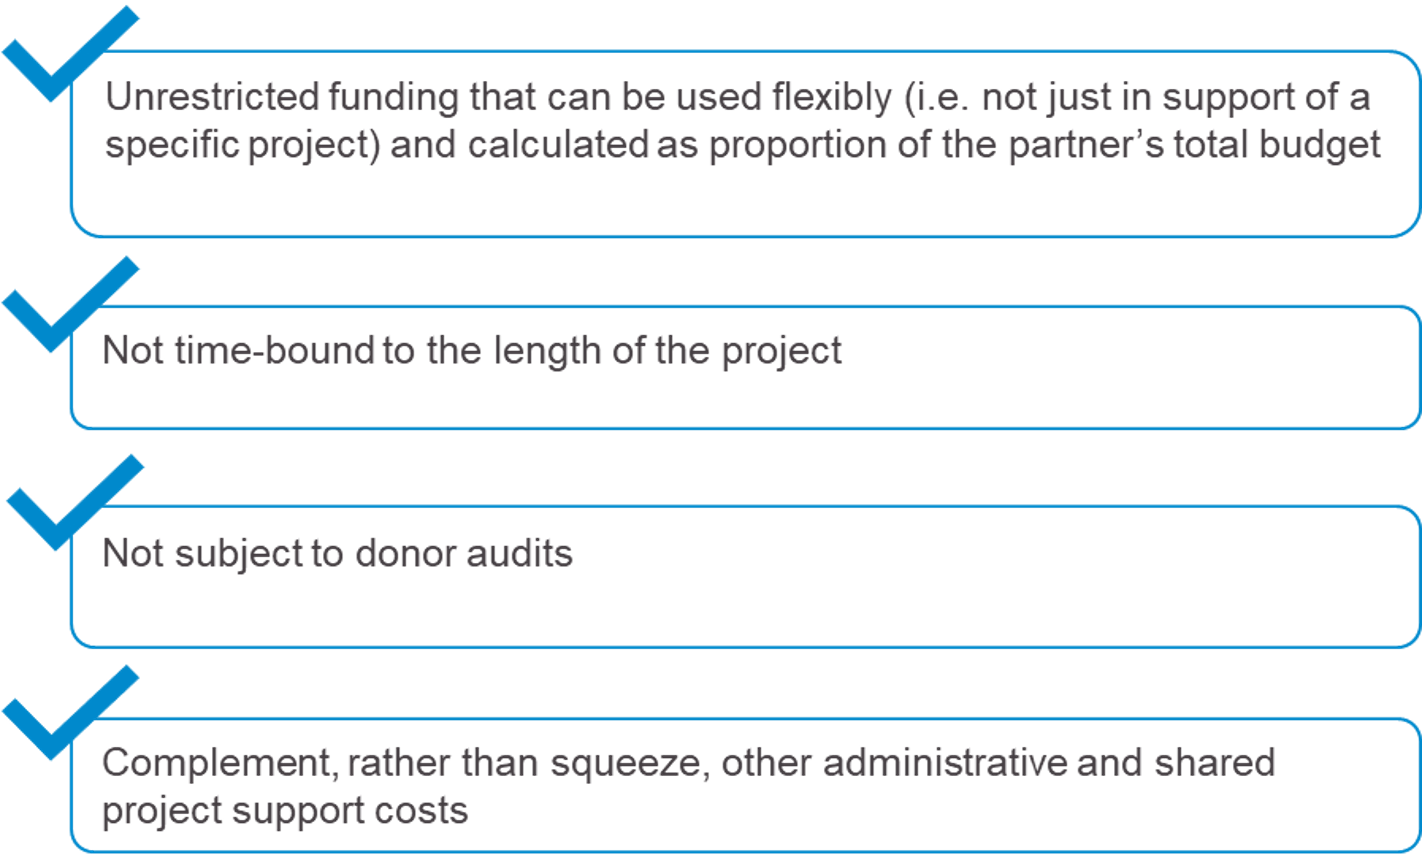 Unrestricted funding that can be used flexibly (i.e. not just in support of a
specific project) and calculated as proportion of the partner’s total budget
Not time-bound to the length of the project
Not subject to donor audits
Complement, rather than squeeze, other administrative and shared
project support costs